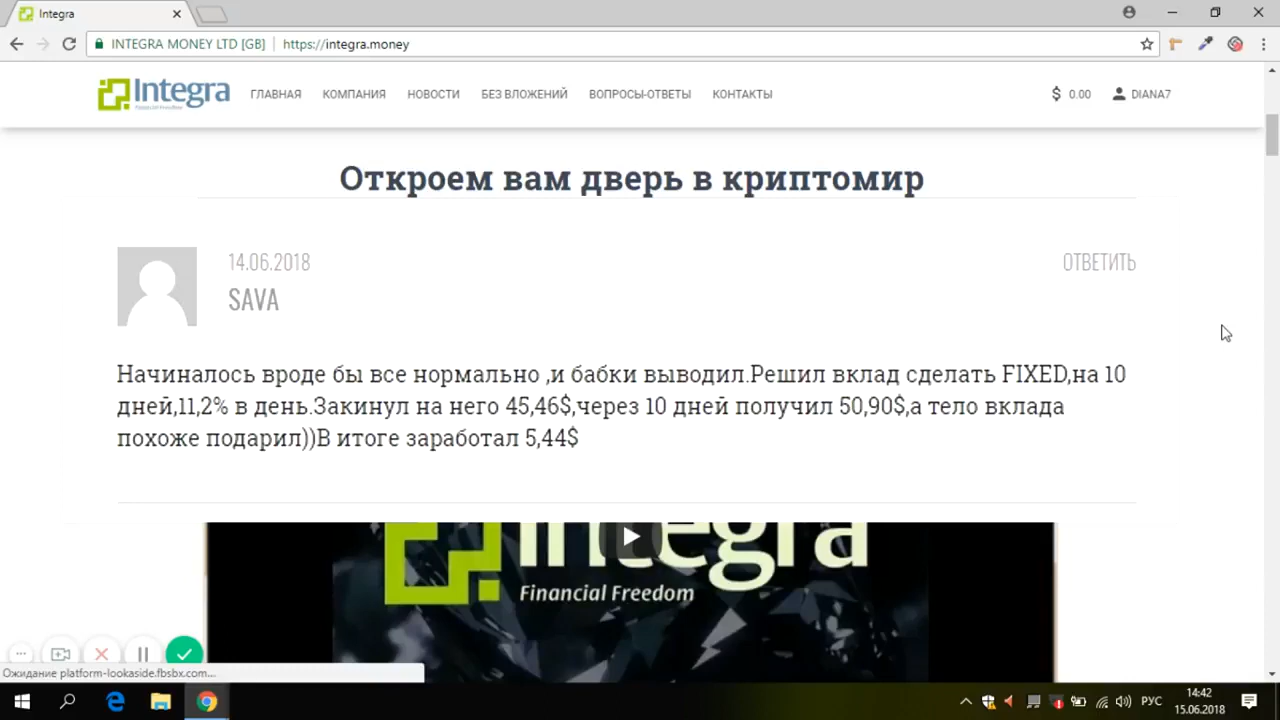 Integra
INTEGRA MONEY LTD [GB]
https://integra.money
Integra
ГЛАВНАЯ
КОМПАНИЯ
НОВОСТИ
БЕЗ ВЛОЖЕНИЙ
ВОПРОСЫ-ОТВЕТЫ
КОНТАКТЫ
$ 0.00
DIANA7
Откроем вам дверь в криптомир
14.06.2018
ОТВЕТИТЬ
SAVA
Начиналось вроде бы все нормально ,и бабки выводил.Решил вклад сделать FIXED,на 10
дней,11,2% в день.Закинул на него 45,46$,через 10 дней получил 50,90$,а тело вклада
похоже подарил))В итоге заработал 5,44$
Integra
Financial Freedom
Ожидание platform-lookaside.fbsbx.com...
РУС
14:42
15.06.2018